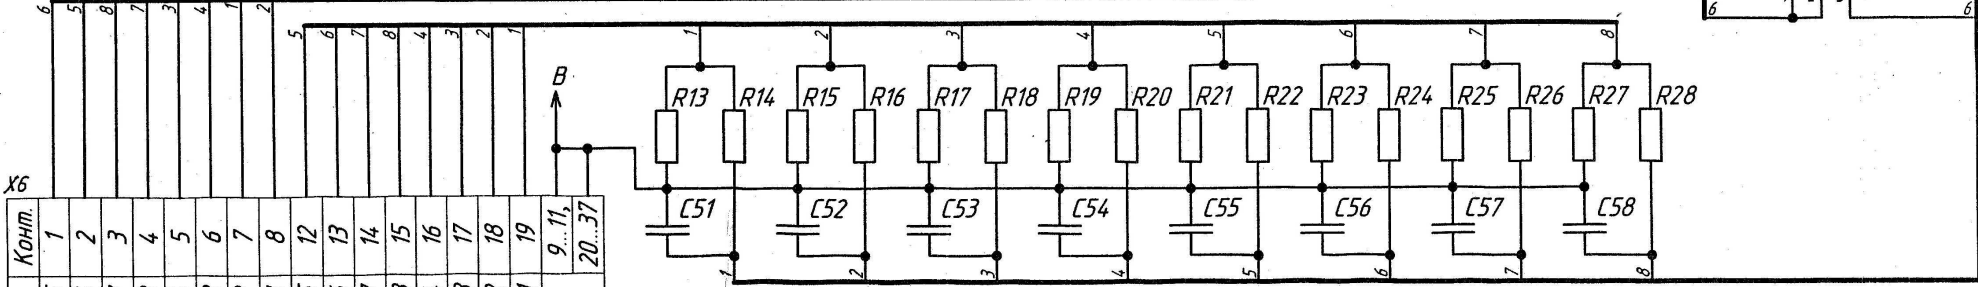 6 5 8 7 3 4 1 2
6 6
5 6 7 8 4 3 2 1
1 2 3 4 5 6 7 8
В
R13 R14 R15 R16 R17 R18 R19 R20 R21 R22 R23 R24 R25 R26 R27 R28
X6
C51 C52 C53 C54 C55 C56 C57 C58
Конт. 1 2 3 4 5 6 7 8 12 13 14 15 16 17 18 19 9...11, 20...37
1 2 3 4 5 6 7 8